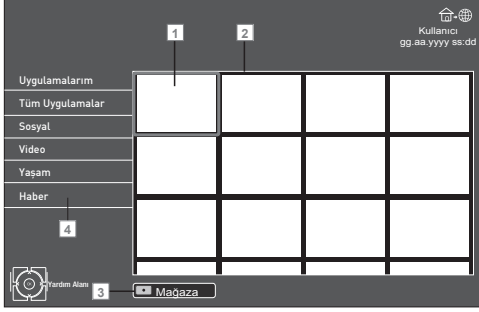 Kullanıcı
gg.aa.yyyy ss:dd
1
2
Uygulamalarım
Tüm Uygulamalar
Sosyal
Video
Yaşam
Haber
4
Yardım Alanı
3
Mağaza